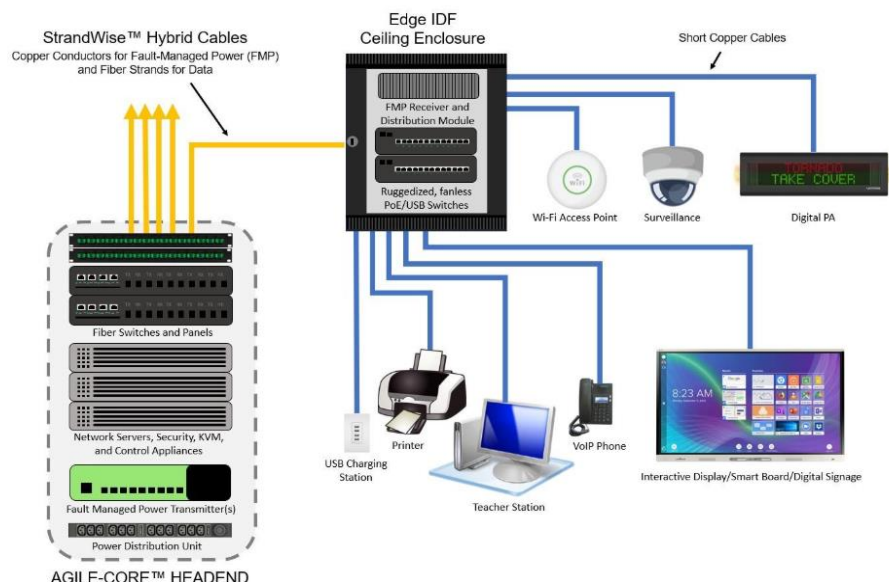 StrandWise™ Hybrid Cables
Copper Conductors for Fault-Managed Power (FMP)
and Fiber Strands for Data
Edge IDF
Ceiling Enclosure
Short Copper Cables
FMP Receiver and
Distribution Module
Ruggedized, fanless
PoE/USB Switches
WiFi
Wi-Fi Access Point
Surveillance
TORNADO
TAKE COVER
Digital PA
Fiber Switches and Panels
Network Servers, Security, KVM,
and Control Appliances
Fault Managed Power Transmitter(s)
Power Distribution Unit
AGILE-CORE™ HEADEND
USB Charging
Station
Printer
Teacher Station
VoIP Phone
8:23 AM
Interactive Display/Smart Board/Digital Signage